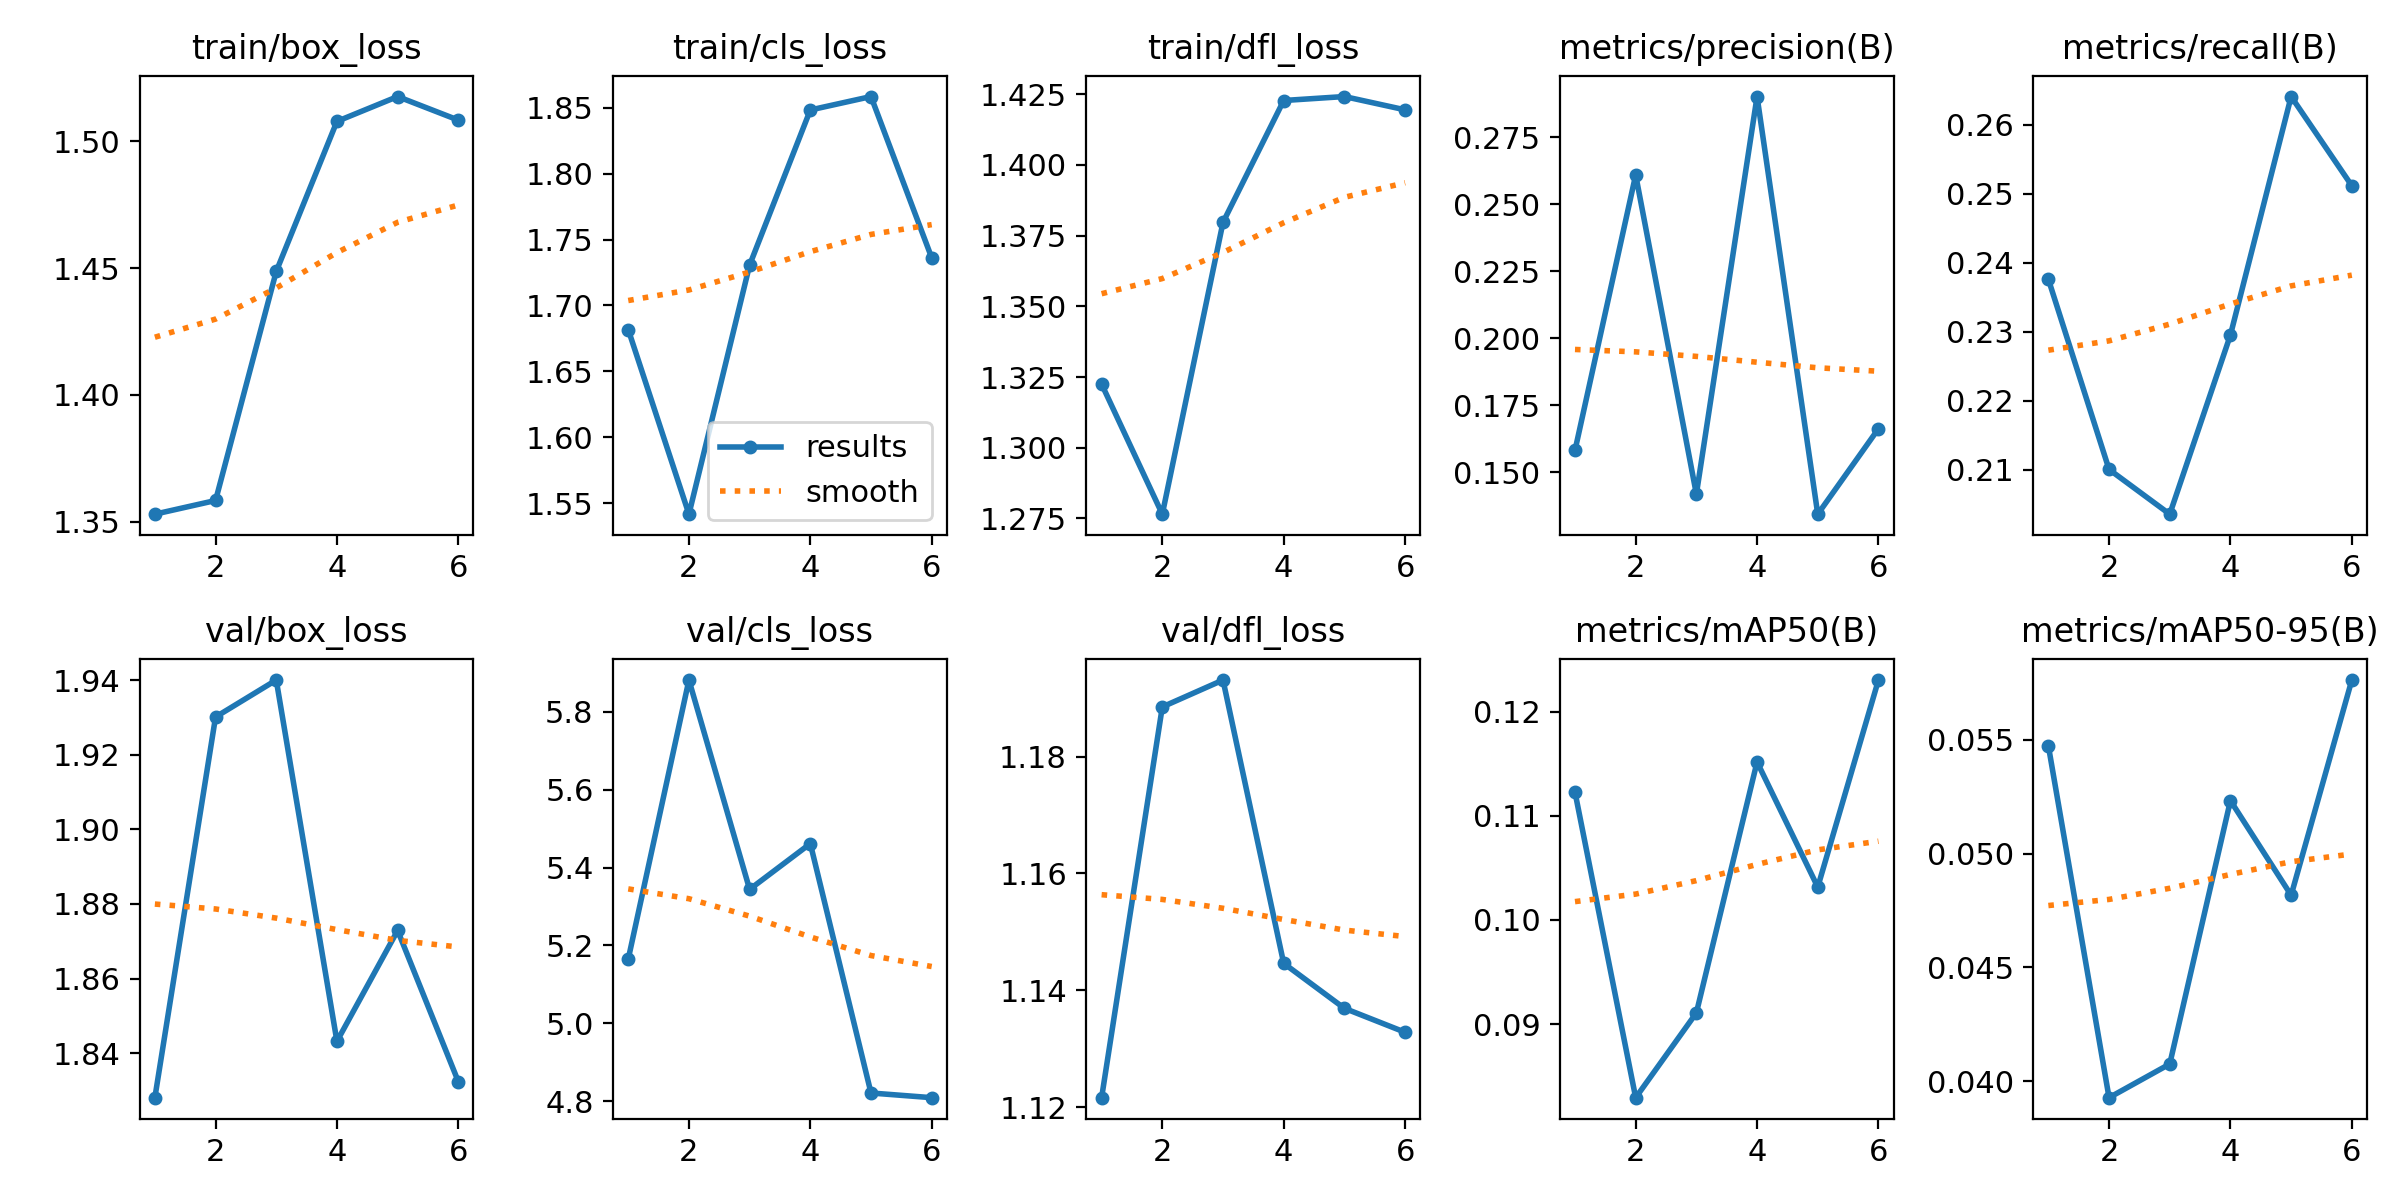 train/box_loss
1.50
1.45
1.40
1.35
2 4 6
train/cls_loss
1.85
1.80
1.75
1.70
1.65
1.60
1.55
results
smooth
2 4 6
train/dfl_loss
1.425
1.400
1.375
1.350
1.325
1.300
1.275
2 4 6
metrics/precision(B)
0.275
0.250
0.225
0.200
0.175
0.150
2 4 6
metrics/recall(B)
0.26
0.25
0.24
0.23
0.22
0.21
2 4 6
val/box_loss
1.94
1.92
1.90
1.88
1.86
1.84
2 4 6
val/cls_loss
5.8
5.6
5.4
5.2
5.0
4.8
2 4 6
val/dfl_loss
1.18
1.16
1.14
1.12
2 4 6
metrics/mAP50(B)
0.12
0.11
0.10
0.09
2 4 6
metrics/mAP50-95(B)
0.055
0.050
0.045
0.040
2 4 6